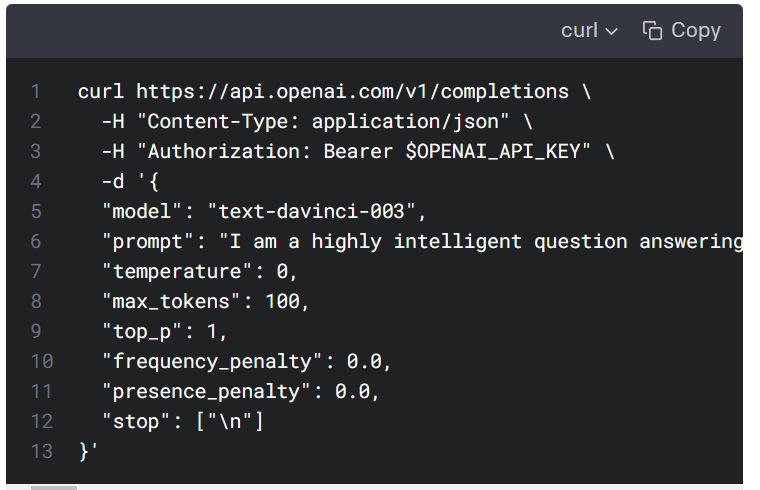 curl Copy
1 curl https://api.openai.com/v1/completions \
2 -H "Content-Type: application/json" \
3 -H "Authorization: Bearer $OPENAI_API_KEY" \
4 -d '{
5 "model": "text-davinci-003",
6 "prompt": "I am a highly intelligent question answering
7 "temperature": 0,
8 "max_tokens": 100,
9 "top_p": 1,
10 "frequency_penalty": 0.0,
11 "presence_penalty": 0.0,
12 "stop": ["\n"]
13 }'